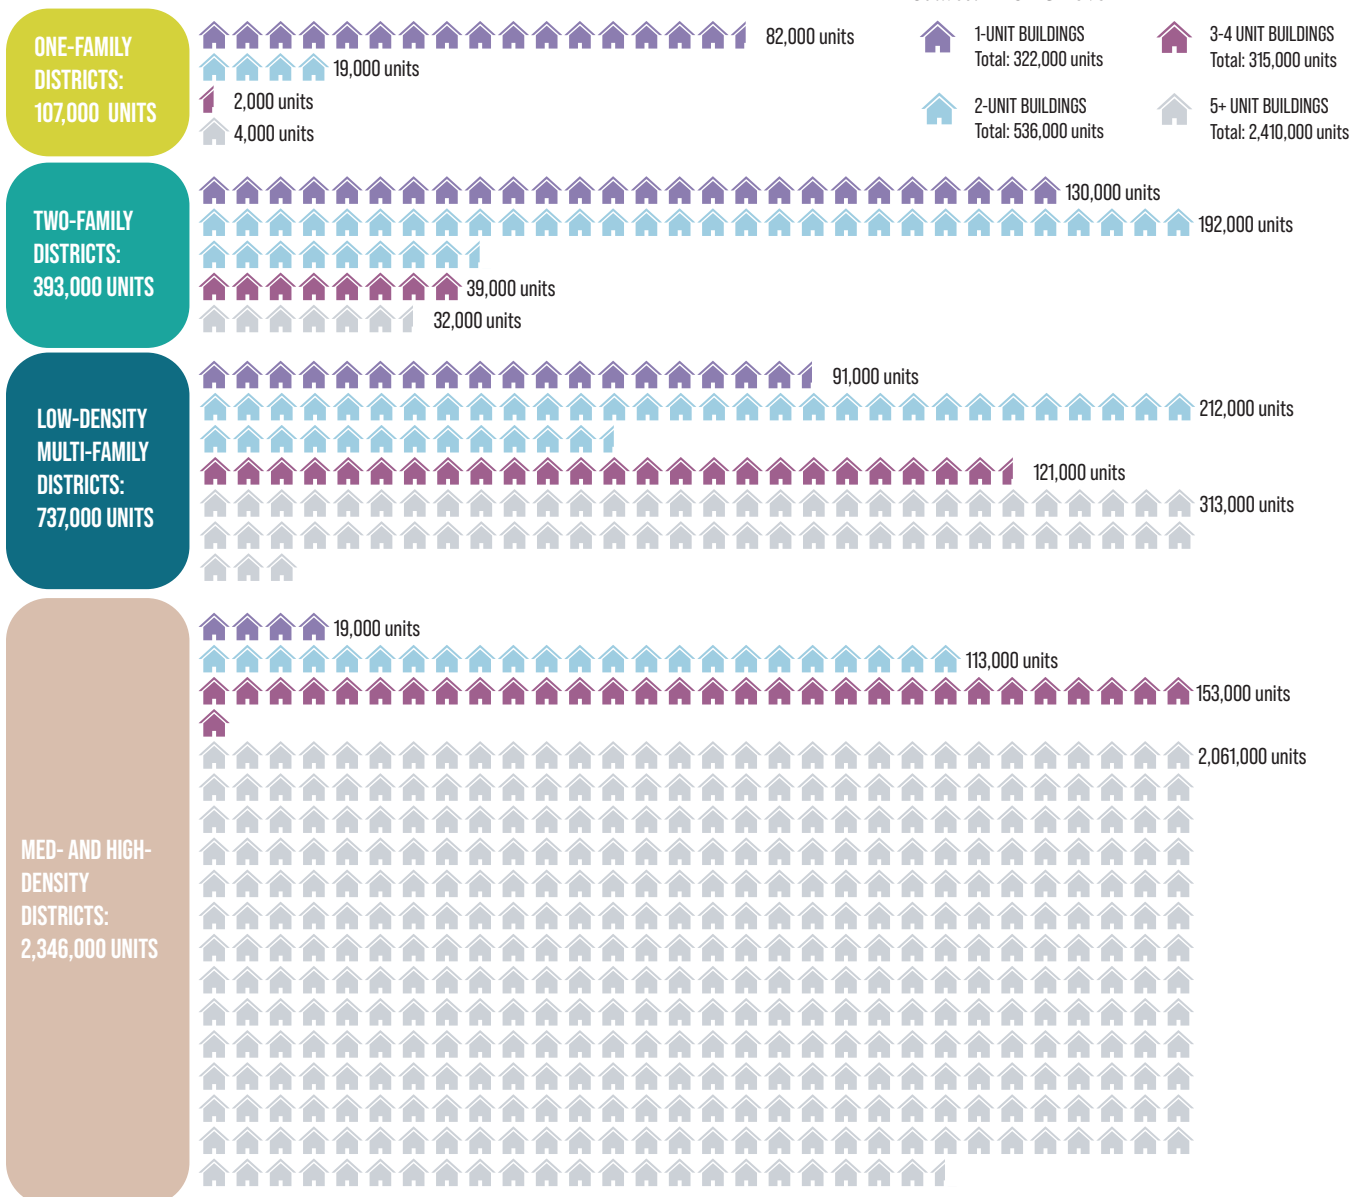 ONE-FAMILY
DISTRICTS:
107,000 UNITS
82,000 units
19,000 units
2,000 units
4,000 units
1-UNIT BUILDINGS
Total: 322,000 units
3-4 UNIT BUILDINGS
Total: 315,000 units
2-UNIT BUILDINGS
Total: 536,000 units
5+ UNIT BUILDINGS
Total: 2,410,000 units
TWO-FAMILY
DISTRICTS:
393,000 UNITS
130,000 units
192,000 units
39,000 units
32,000 units
LOW-DENSITY
MULTI-FAMILY
DISTRICTS:
737,000 UNITS
91,000 units
212,000 units
121,000 units
313,000 units
MED- AND HIGH-
DENSITY
DISTRICTS:
2,346,000 UNITS
19,000 units
113,000 units
153,000 units
2,061,000 units